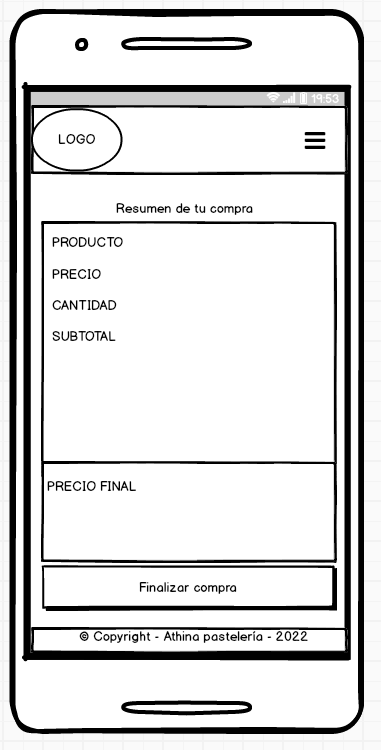 19:53
LOGO
Resumen de tu compra
PRODUCTO
PRECIO
CANTIDAD
SUBTOTAL
PRECIO FINAL
Finalizar compra
© Copyright - Athina pastelería - 2022